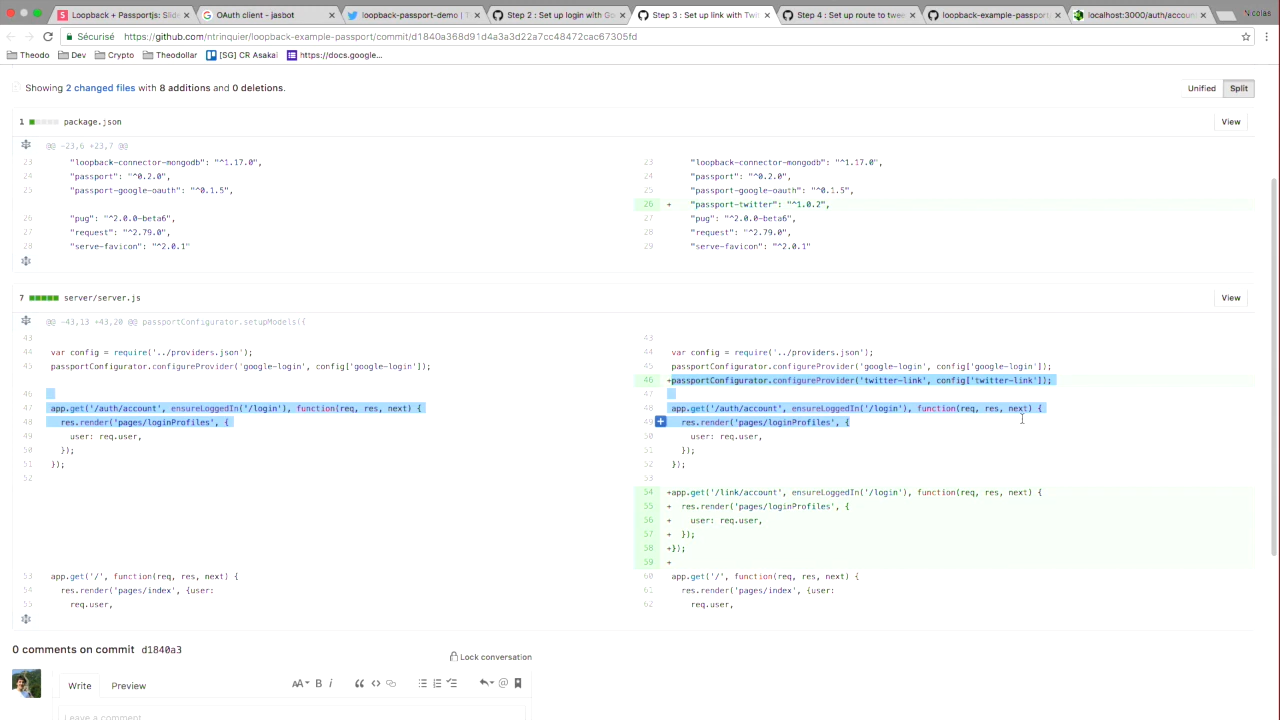 Loopback + Passportjs: Slid
OAuth client - jasbot
loopback-passport-demo | T
Step 2 : Set up login with Go
Step 3 : Set up link with Twi
Step 4 : Set up route to twee
loopback-example-passport
localhost:3000/auth/account
Nicolas
Sécurisé
https://github.com/ntrinquier/loopback-example-passport/commit/d1840a368d91d4a3a3d22a7cc48472cac67305fd
Theodo
Dev
Crypto
Theodollar
[SG] CR Asakai
https://docs.google...
Showing 2 changed files with 8 additions and 0 deletions.
Unified
Split
1
package.json
View
@@ -23,6 +23,7 @@
23 "loopback-connector-mongodb": "^1.17.0",
24 "passport": "^0.2.0",
25 "passport-google-oauth": "^0.1.5",
26 "pug": "^2.0.0-beta6",
27 "request": "^2.79.0",
28 "serve-favicon": "^2.0.1"
23 "loopback-connector-mongodb": "^1.17.0",
24 "passport": "^0.2.0",
25 "passport-google-oauth": "^0.1.5",
26 + "passport-twitter": "^1.0.2",
27 "pug": "^2.0.0-beta6",
28 "request": "^2.79.0",
29 "serve-favicon": "^2.0.1"
7
server/server.js
View
@@ -43,13 +43,20 @@ passportConfigurator.setupModels({
43
44 var config = require('../providers.json');
45 passportConfigurator.configureProvider('google-login', config['google-login']);
46
47 app.get('/auth/account', ensureLoggedIn('/login'), function(req, res, next) {
48 res.render('pages/loginProfiles', {
49 user: req.user,
50 });
51 });
52
53 app.get('/', function(req, res, next) {
54 res.render('pages/index', {user:
55 req.user,
43
44 var config = require('../providers.json');
45 passportConfigurator.configureProvider('google-login', config['google-login']);
46 +passportConfigurator.configureProvider('twitter-link', config['twitter-link']);
47
48 app.get('/auth/account', ensureLoggedIn('/login'), function(req, res, next) {
49 res.render('pages/loginProfiles', {
50 user: req.user,
51 });
52 });
53
54 +app.get('/link/account', ensureLoggedIn('/login'), function(req, res, next) {
55 + res.render('pages/loginProfiles', {
56 + user: req.user,
57 + });
58 +});
59 +
60 app.get('/', function(req, res, next) {
61 res.render('pages/index', {user:
62 req.user,
0 comments on commit d1840a3
Lock conversation
Write
Preview
AA
B
i
Leave a comment